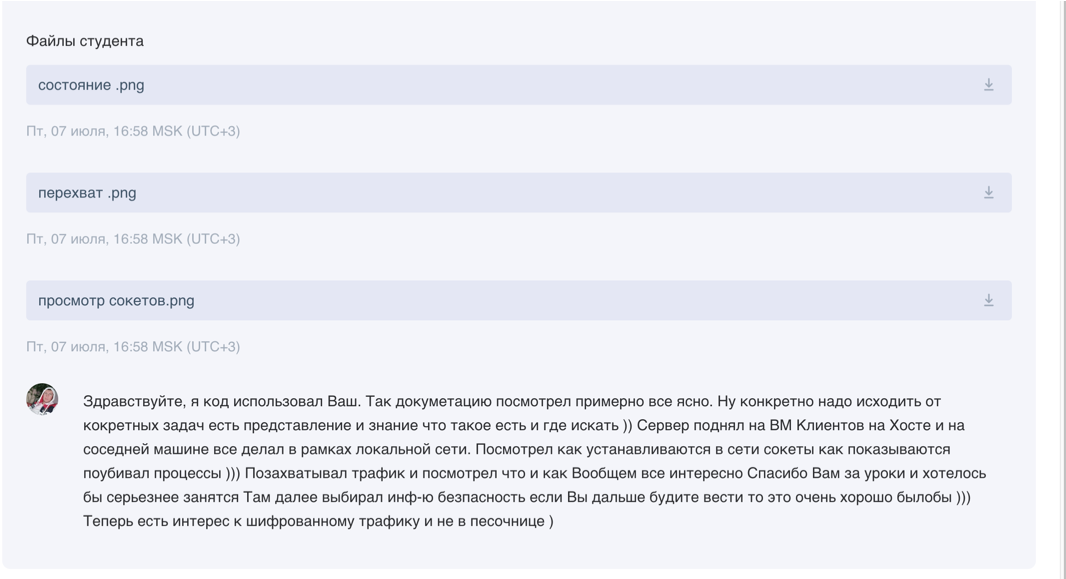 Файлы студента
состояние .png
Пт, 07 июля, 16:58 MSK (UTC+3)
перехват .png
Пт, 07 июля, 16:58 MSK (UTC+3)
просмотр сокетов.png
Пт, 07 июля, 16:58 MSK (UTC+3)
Здравствуйте, я код использовал Ваш. Так докуметацию посмотрел примерно все ясно. Ну конкретно надо исходить от
кокретных задач есть представление и знание что такое есть и где искать )) Сервер поднял на ВМ Клиентов на Хосте и на
соседней машине все делал в рамках локальной сети. Посмотрел как устанавливаются в сети сокеты как показываются
поубивал процессы ))) Позахватывал трафик и посмотрел что и как Вообщем все интересно Спасибо Вам за уроки и хотелось
бы серьезнее занятся Там далее выбирал инф-ю безпасность если Вы дальше будите вести то это очень хорошо былобы )))
Теперь есть интерес к шифрованному трафику и не в песочнице )